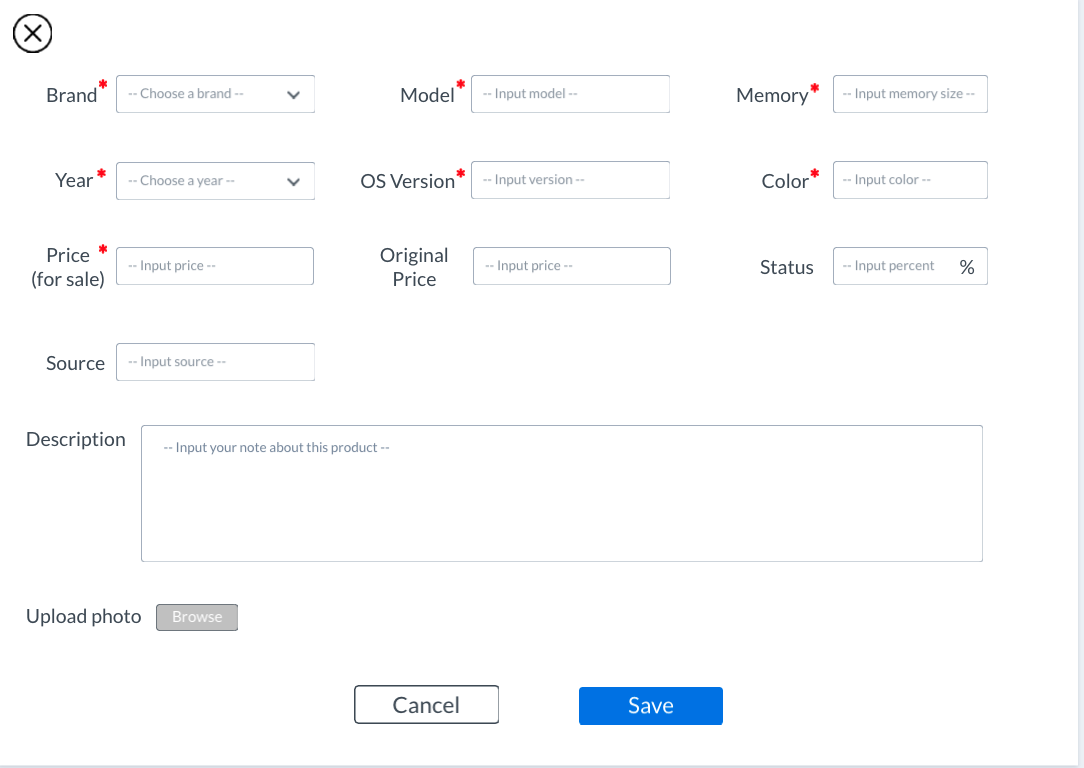 Brand* -- Choose a brand -- Model* -- Input model -- Memory* -- Input memory size --
Year* -- Choose a year -- OS Version* -- Input version -- Color* -- Input color --
Price * (for sale) -- Input price -- Original Price -- Input price -- Status -- Input percent %
Source -- Input source --
Description -- Input your note about this product --
Upload photo Browse
Cancel Save